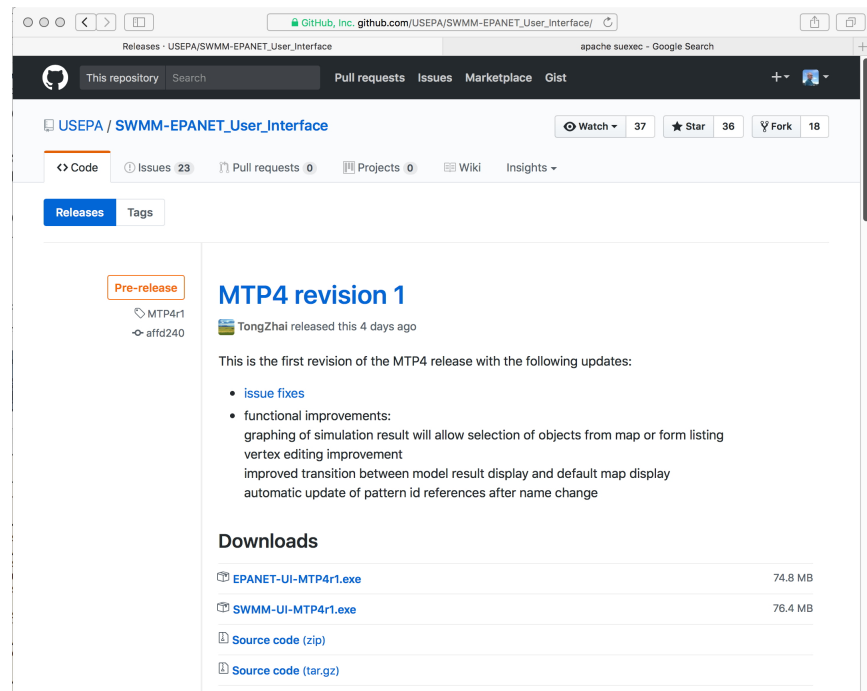 GitHub, Inc. github.com/USEPA/SWMM-EPANET_User_Interface/
Releases · USEPA/SWMM-EPANET_User_Interface
apache suexec - Google Search
This repository Search
Pull requests Issues Marketplace Gist
USEPA / SWMM-EPANET_User_Interface
Watch 37 Star 36 Fork 18
Code Issues 23 Pull requests 0 Projects 0 Wiki Insights
Releases Tags
Pre-release
MTP4r1
affd240
MTP4 revision 1
TongZhai released this 4 days ago
This is the first revision of the MTP4 release with the following updates:
issue fixes
functional improvements:
graphing of simulation result will allow selection of objects from map or form listing
vertex editing improvement
improved transition between model result display and default map display
automatic update of pattern id references after name change
Downloads
EPANET-UI-MTP4r1.exe 74.8 MB
SWMM-UI-MTP4r1.exe 76.4 MB
Source code (zip)
Source code (tar.gz)